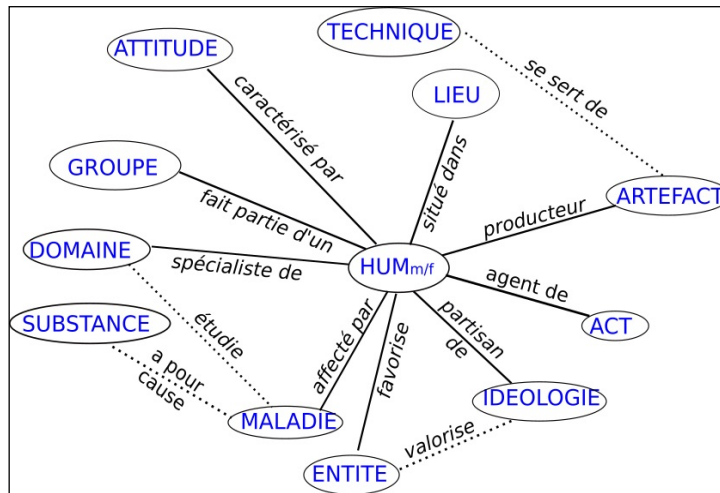 TECHNIQUE
ATTITUDE
se sert de
LIEU
caractérisé par
GROUPE
situé dans
ARTEFACT
fait partie d'un
producteur
DOMAINE
spécialiste de
HUMm/f
agent de
SUBSTANCE
étudie
affecté par
favorise
partisan
de
ACT
a pour
cause
IDEOLOGIE
MALADIE
valorise
ENTITE